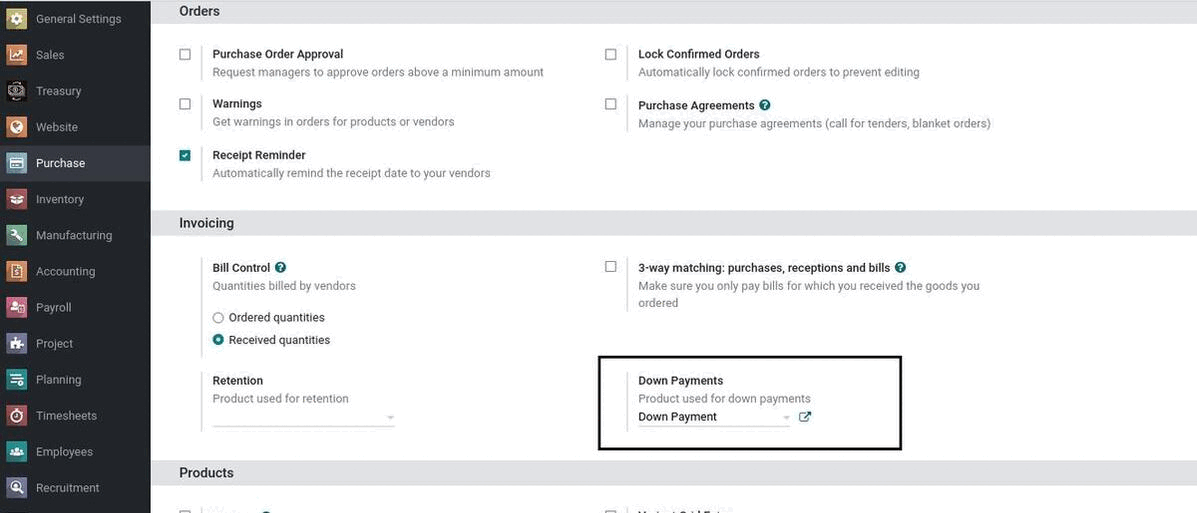 General Settings
Sales
Treasury
Website
Purchase
Inventory
Manufacturing
Accounting
Payroll
Project
Planning
Timesheets
Employees
Recruitment
Orders
Purchase Order Approval
Request managers to approve orders above a minimum amount
Lock Confirmed Orders
Automatically lock confirmed orders to prevent editing
Warnings
Get warnings in orders for products or vendors
Purchase Agreements ?
Manage your purchase agreements (call for tenders, blanket orders)
Receipt Reminder
Automatically remind the receipt date to your vendors
Invoicing
Bill Control ?
Quantities billed by vendors
Ordered quantities
Received quantities
3-way matching: purchases, receptions and bills ?
Make sure you only pay bills for which you received the goods you
ordered
Retention
Product used for retention
Down Payments
Product used for down payments
Down Payment
Products